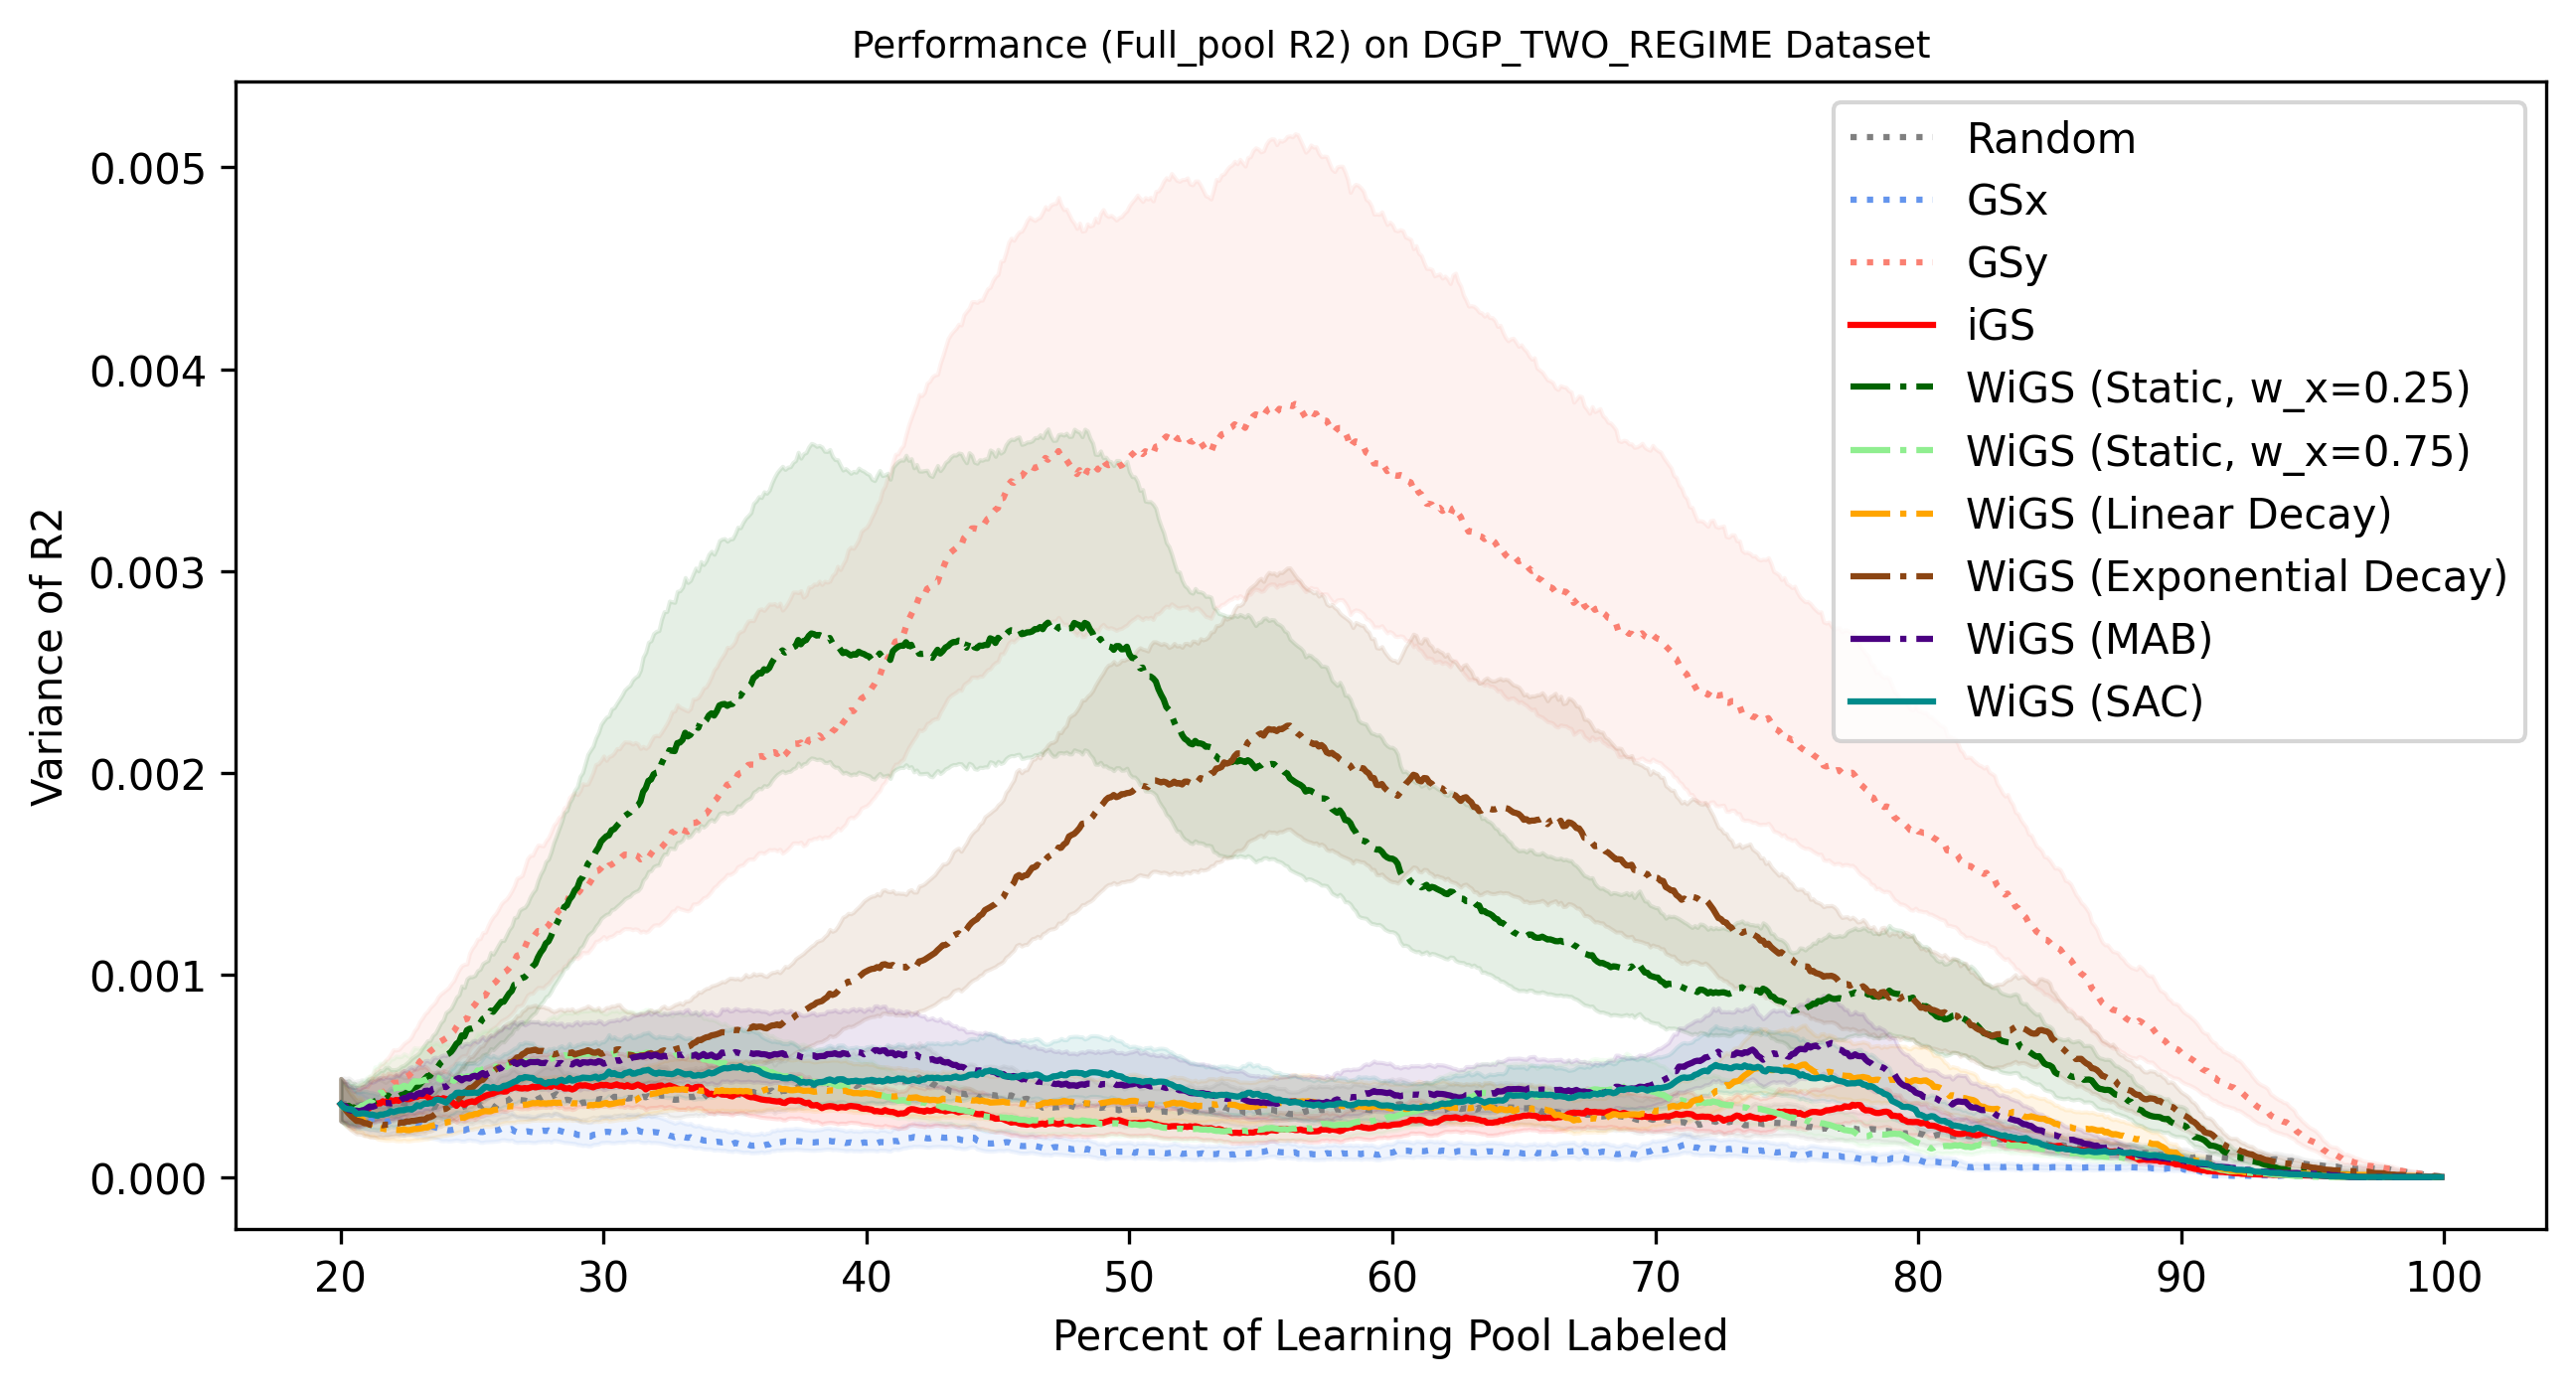 Performance (Full_pool R2) on DGP_TWO_REGIME Dataset
Variance of R2
0.005
0.004
0.003
0.002
0.001
0.000
Random
GSx
GSy
iGS
WiGS (Static, w_x=0.25)
WiGS (Static, w_x=0.75)
WiGS (Linear Decay)
WiGS (Exponential Decay)
WiGS (MAB)
WiGS (SAC)
20 30 40 50 60 70 80 90 100
Percent of Learning Pool Labeled